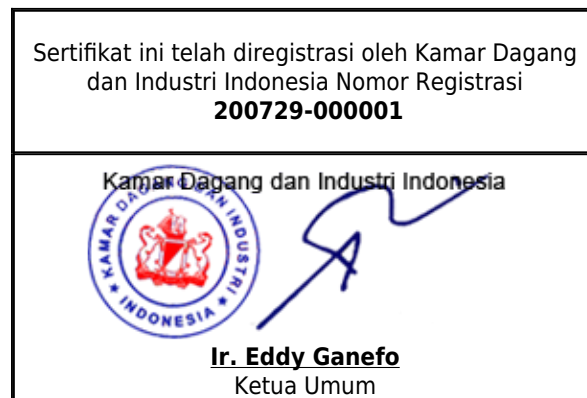 Sertifikat ini telah diregistrasi oleh Kamar Dagang
dan Industri Indonesia Nomor Registrasi
200729-000001
Kamar Dagang dan Industri Indonesia
KAMAR DAGANG DAN INDUSTRI
INDONESIA
Ir. Eddy Ganefo
Ketua Umum